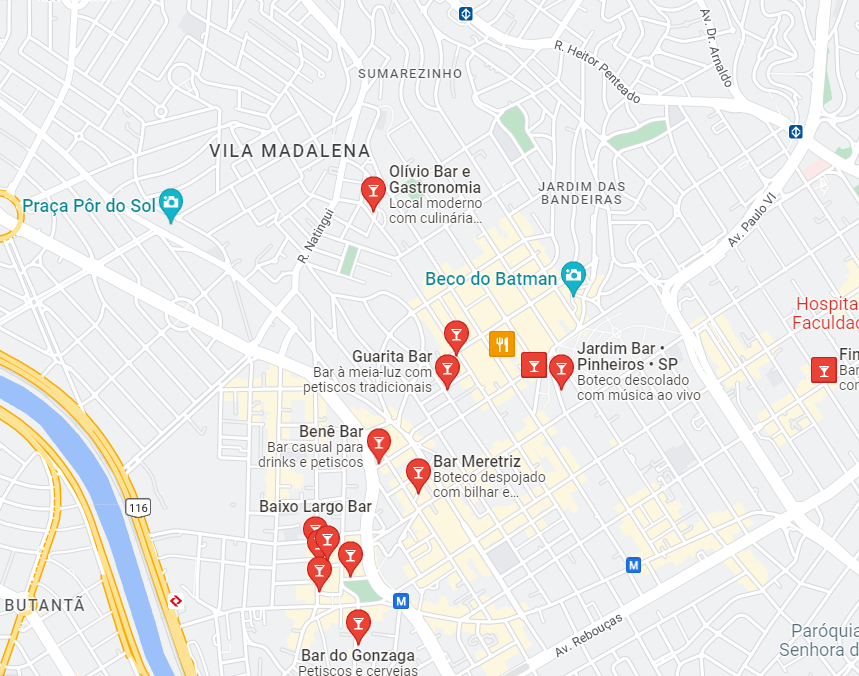 Av. Dr. Arnaldo
R. Heitor Penteado
SUMAREZINHO
VILA MADALENA
Olívio Bar e
Gastronomia
Local moderno
com culinária...
JARDIM DAS
BANDEIRAS
Praça Pôr do Sol
R. Natingui
Av. Paulo VI
Beco do Batman
Hospita
Faculdad
Guarita Bar
Bar à meia-luz com
petiscos tradicionais
Jardim Bar •
Pinheiros • SP
Boteco descolado
com música ao vivo
Fin
Bar
con
Benê Bar
Bar casual para
drinks e petiscos
Bar Meretriz
Boteco despojado
com bilhar e...
Baixo Largo Bar
116
M
M
BUTANTÃ
Av. Rebouças
Paróquia
Senhora d
Bar do Gonzaga
Petiscos e cervejas